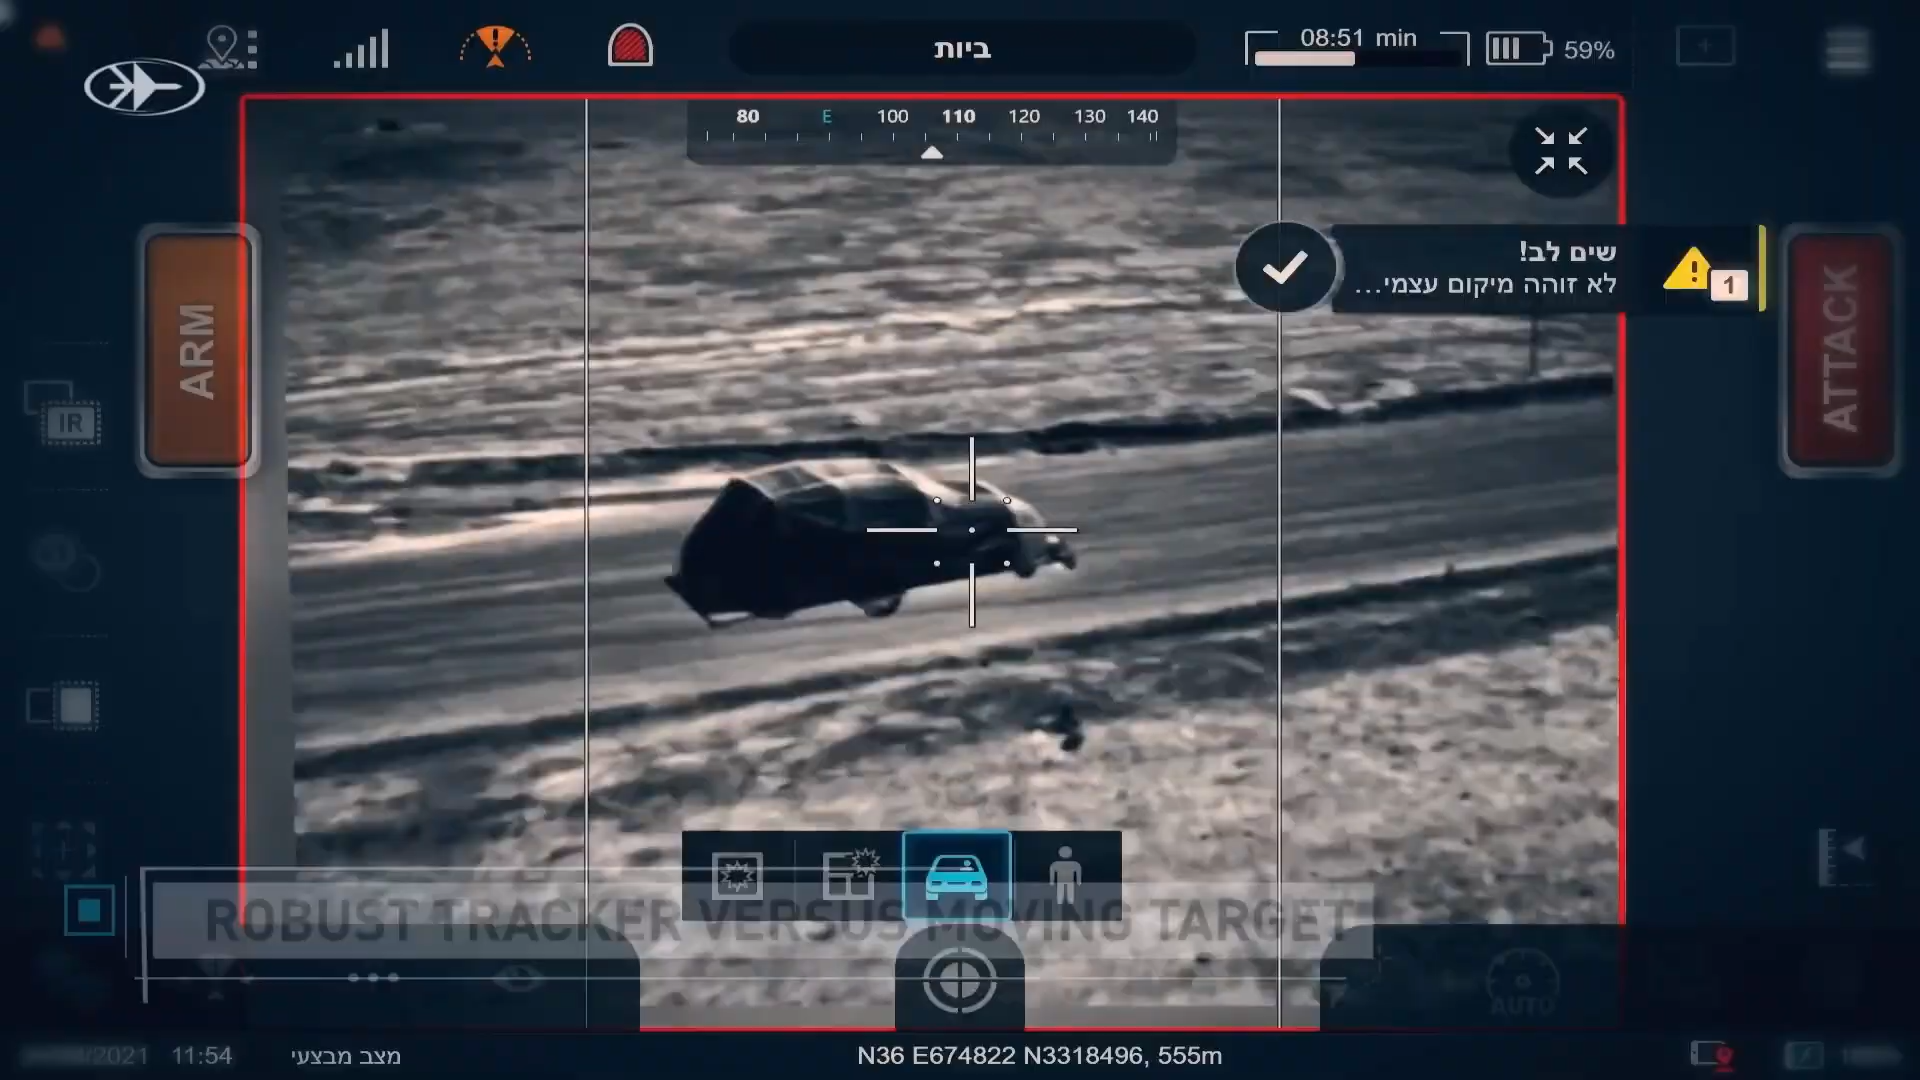 ביות
08:51 min
59%
80 E 100 110 120 130 140
שים לב!
לא זוהה מיקום עצמי...
1
ARM
ATTACK
IR
ROBUST TRACKER VERSUS MOVING TARGET
AUTO
2021 11:54
מצב מבצעי
N36 E674822 N3318496, 555m